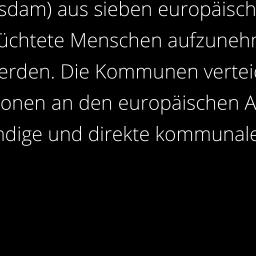 sdam) aus sieben europäisch
üchtete Menschen aufzunehm
erden. Die Kommunen verteid
onen an den europäischen A
ndige und direkte kommunale